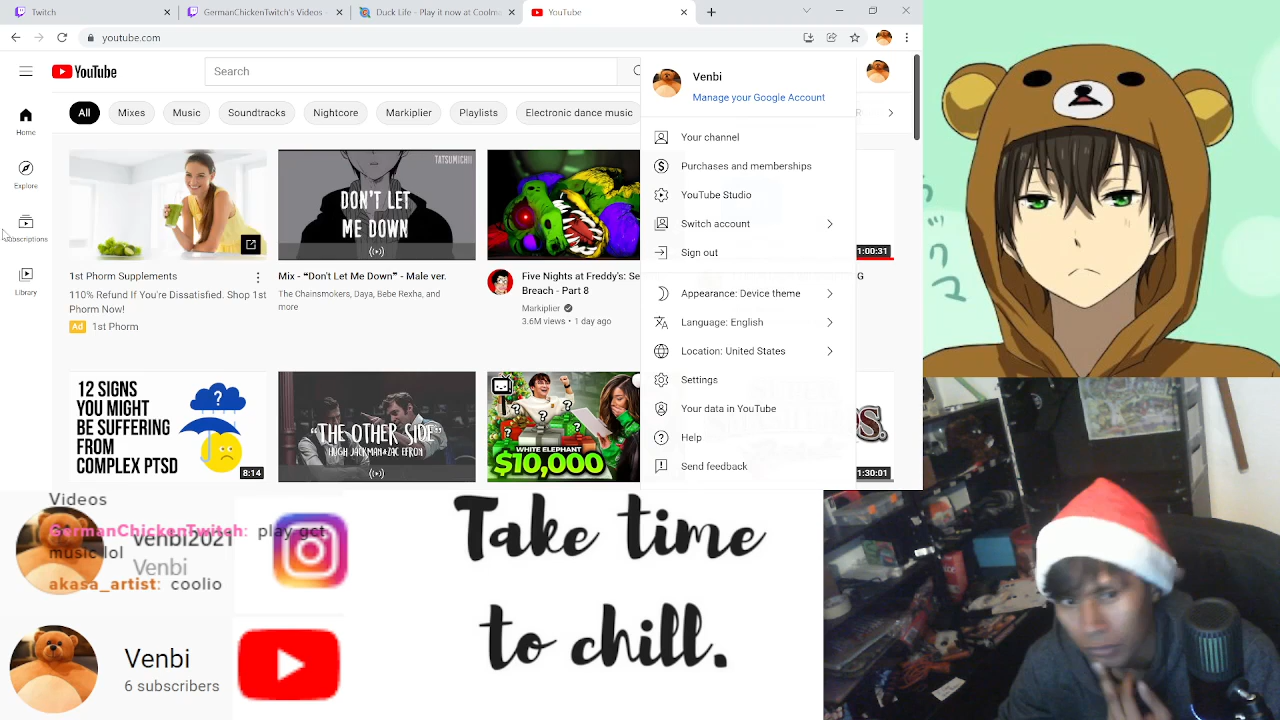 Twitch
GermanChickenTwitch's Videos -
Duck Life - Play it now at Coolma
YouTube
youtube.com
YouTube
Search
Venbi
Manage your Google Account
All
Mixes
Music
Soundtracks
Nightcore
Markiplier
Playlists
Electronic dance music
Home
Explore
Subscriptions
Library
Your channel
Purchases and memberships
YouTube Studio
Switch account
Sign out
Appearance: Device theme
Language: English
Location: United States
Settings
Your data in YouTube
Help
Send feedback
TATSUMICHII
DON'T LET
ME DOWN
1:00:31
1st Phorm Supplements
110% Refund If You're Dissatisfied. Shop 1st
Phorm Now!
Ad 1st Phorm
Mix - ❝Don't Let Me Down❞ - Male ver.
The Chainsmokers, Daya, Bebe Rexha, and
more
Five Nights at Freddy's: Se
Breach - Part 8
Markiplier
3.6M views • 1 day ago
G
12 SIGNS
YOU MIGHT
BE SUFFERING
FROM
COMPLEX PTSD
8:14
"THE OTHER SIDE"
HUGH JACKMAN & ZAC EFRON
WHITE ELEPHANT
$10,000
S.
1:30:01
Videos
GermanChickenTwitch: play gct
music lol
venbi2021
Venbi
akasa_artist: coolio
Venbi
6 subscribers
Take time
to chill.
ックマ